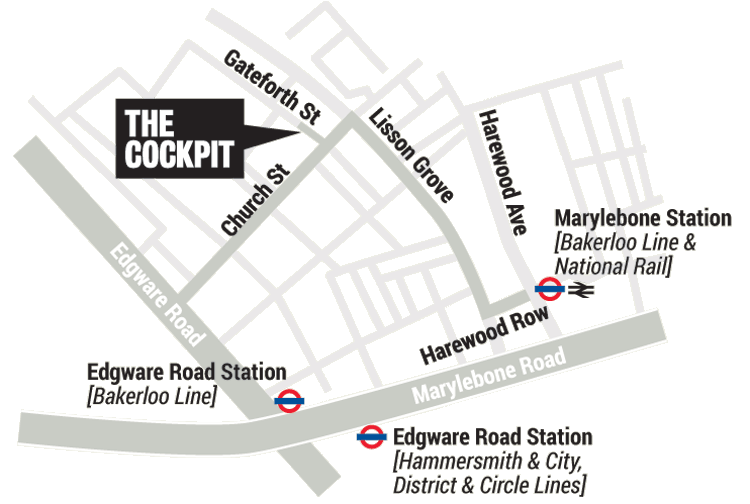 Gateforth St
THE
COCKPIT
Lisson Grove
Harewood Ave
Church St
Marylebone Station
[Bakerloo Line &
National Rail]
Edgware Road
Harewood Row
Edgware Road Station
[Bakerloo Line]
Marylebone Road
Edgware Road Station
[Hammersmith & City,
District & Circle Lines]